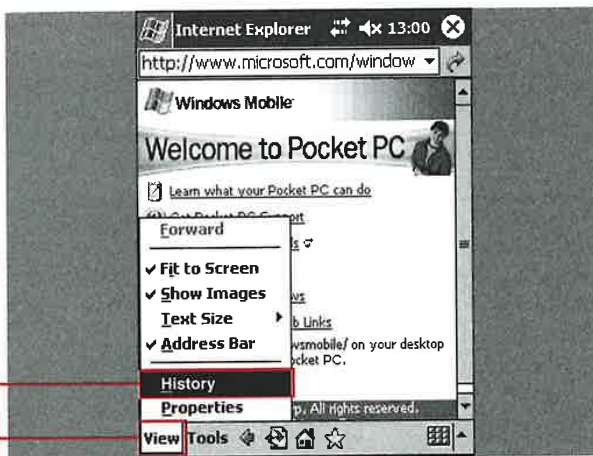 Internet Explorer 13:00
http://www.microsoft.com/window
Windows Mobile
Welcome to Pocket PC
Learn what your Pocket PC can do
Forward
Fit to Screen
Show Images
Text Size
Links
Address Bar
on your desktop
PC.
History
Properties
All rights reserved.
View Tools